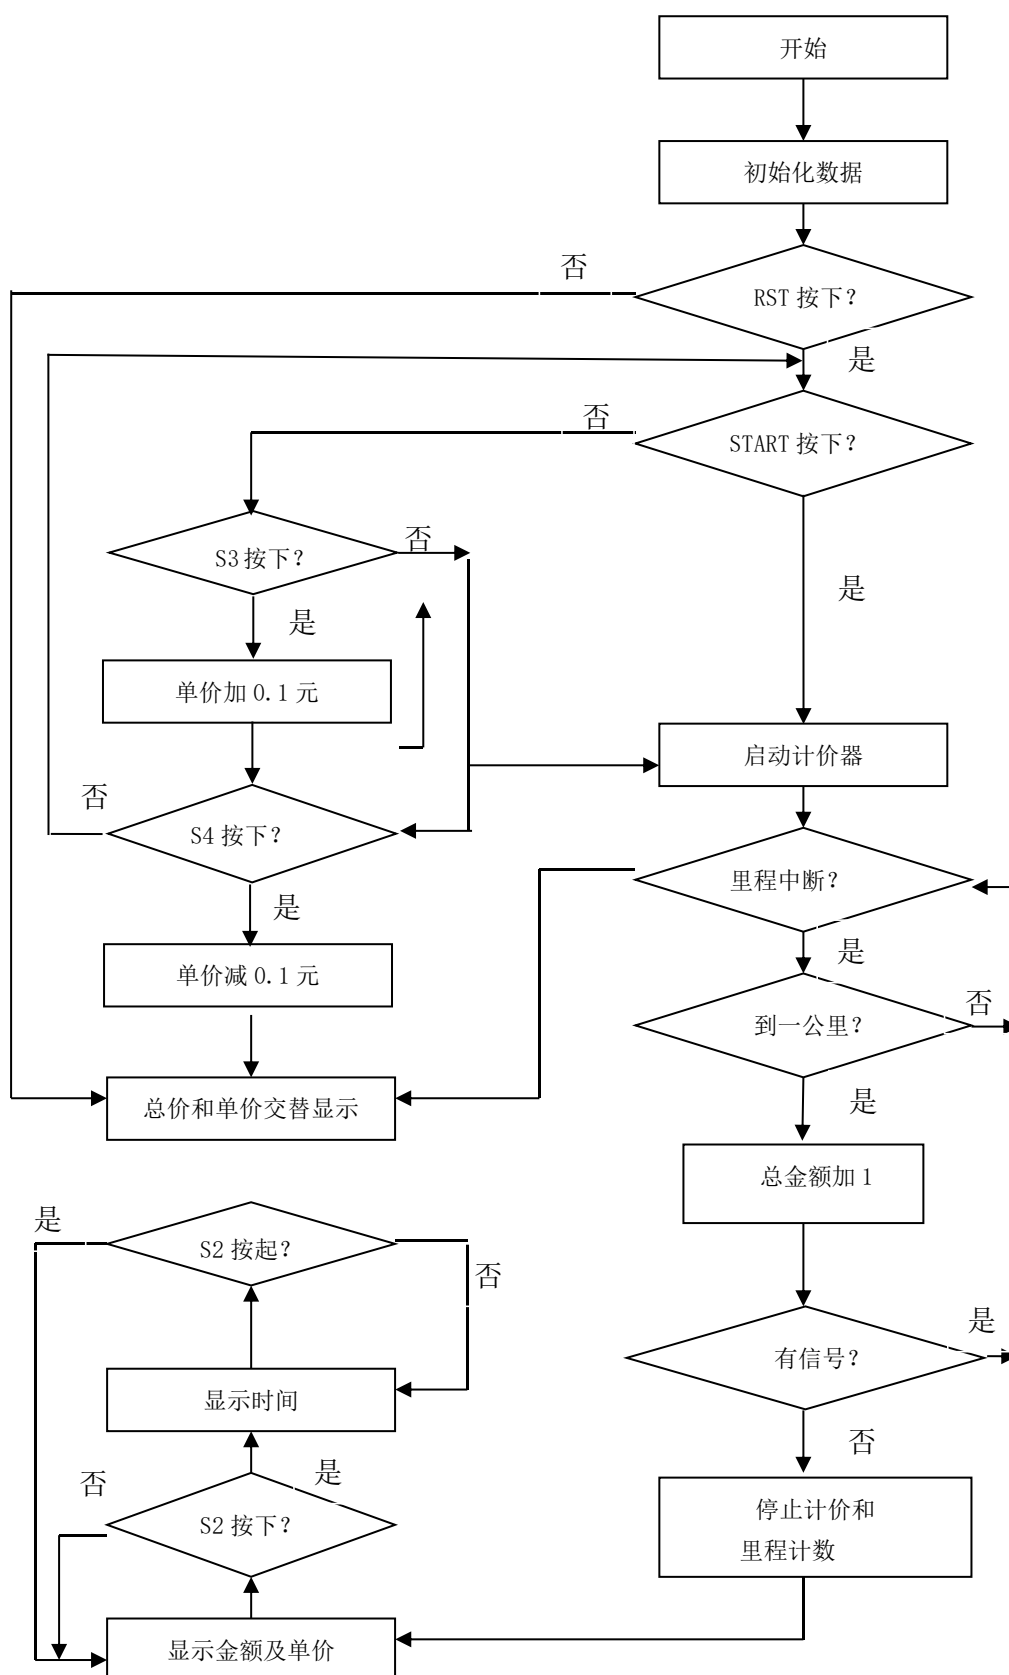 开始
初始化数据
否
RST 按下？
是
否
START 按下？
否
S3 按下？
是
是
单价加 0.1 元
启动计价器
否
S4 按下？
里程中断？
是
是
单价减 0.1 元
否
到一公里？
是
总价和单价交替显示
总金额加 1
是
S2 按起？
否
是
有信号？
显示时间
否
是
否
S2 按下？
停止计价和
里程计数
显示金额及单价